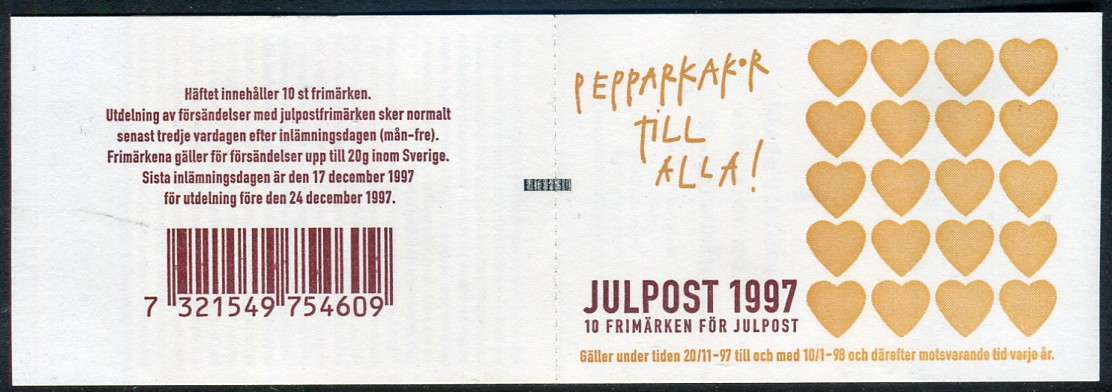 Häftet innehåller 10 st frimärken.
Utdelning av försändelser med julpostfrimärken sker normalt
senast tredje vardagen efter inlämningsdagen (mån-fre).
Frimärkena gäller för försändelser upp till 20g inom Sverige.
Sista inlämningsdagen är den 17 december 1997
för utdelning före den 24 december 1997.
7 321549 754609
PEPPARKAKOR
TILL
ALLA!
JULPOST 1997
10 FRIMÄRKEN FÖR JULPOST
Gäller under tiden 20/11-97 till och med 10/1-98 och därefter motsvarande tid varje år.